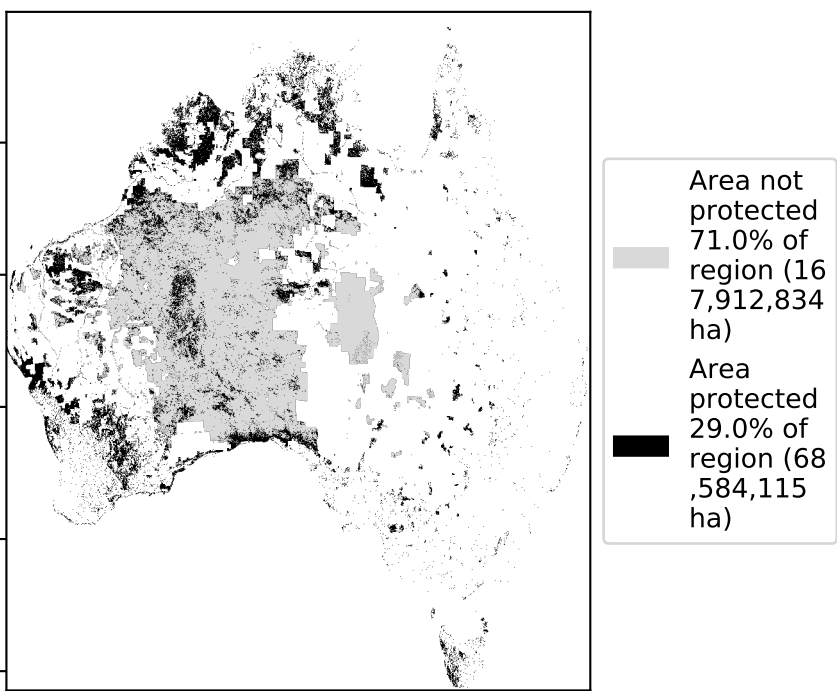 Area not
protected
71.0% of
region (16
7,912,834
ha)
Area
protected
29.0% of
region (68
,584,115
ha)